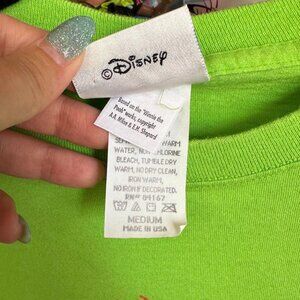 © Disney
Based on the "Winnie the
Pooh" works, copyright
A.A. Milne & E.H. Shepard
WARM
WATER, NON-CHLORINE
BLEACH, TUMBLE DRY
WARM, NO DRY CLEAN,
IRON WARM,
NO IRON IF DECORATED.
RN# 84167
MEDIUM
MADE IN USA